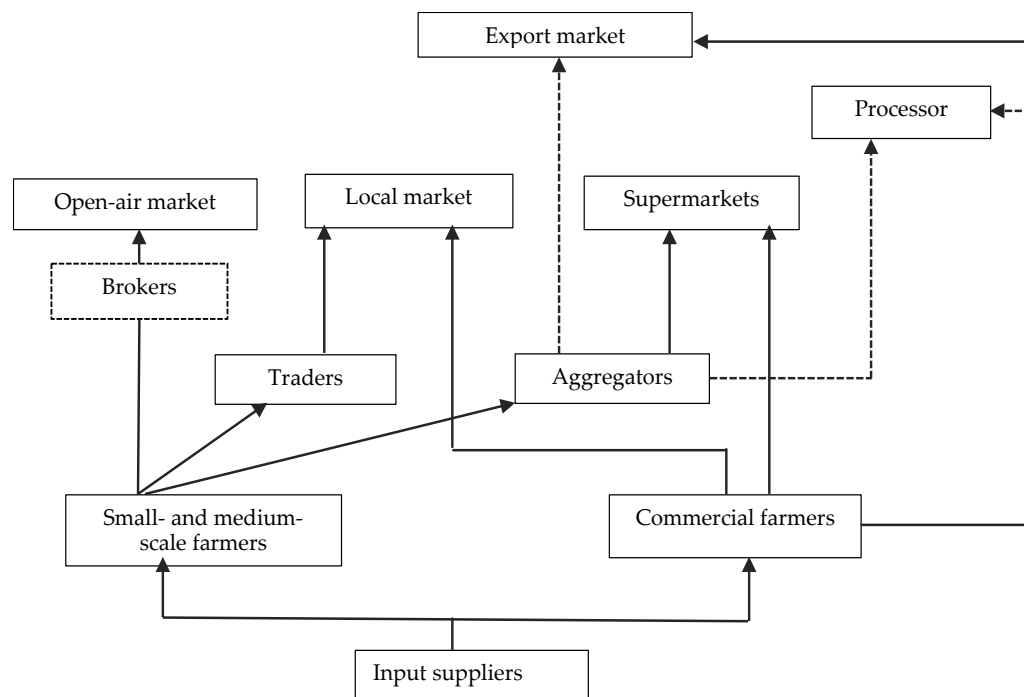 Export market
Processor
Open-air market
Local market
Supermarkets
Brokers
Traders
Aggregators
Small- and medium-
scale farmers
Commercial farmers
Input suppliers